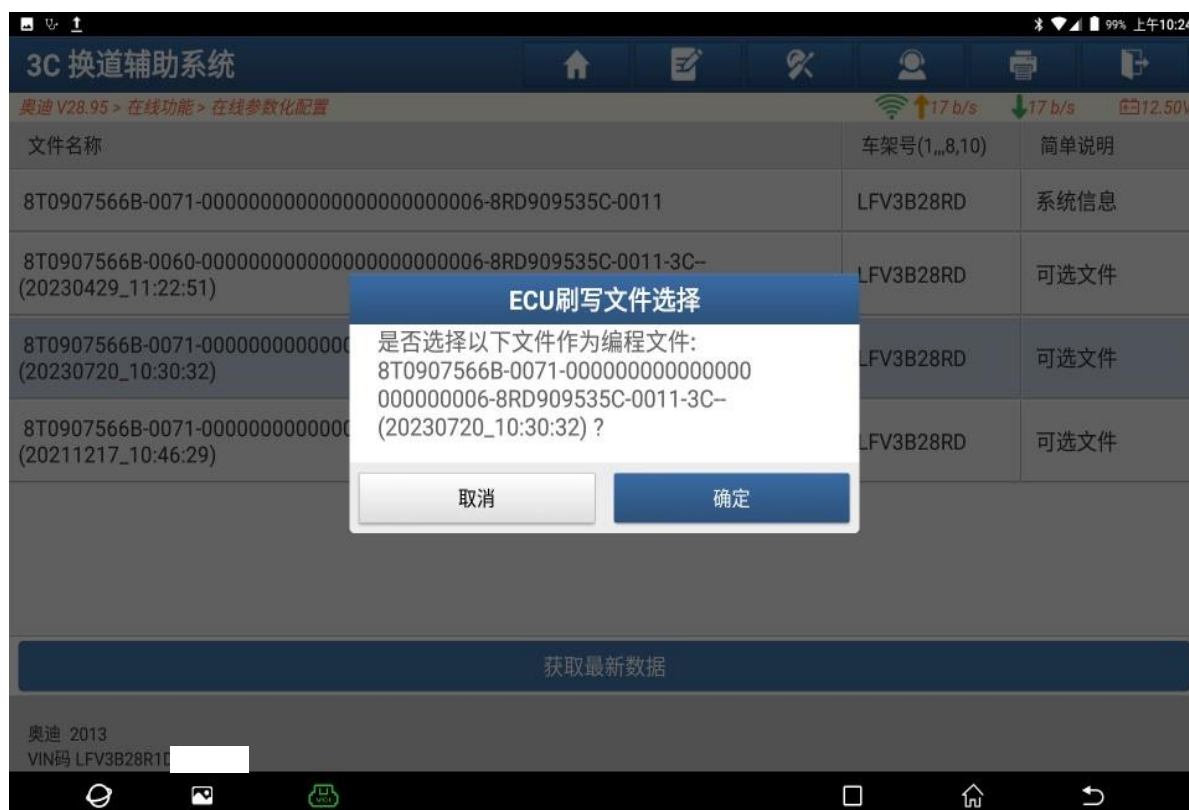 99% 上午10:24
3C 换道辅助系统
奥迪 V28.95 > 在线功能 > 在线参数化配置 17 b/s 17 b/s 12.50V
文件名称 车架号(1,,,8,10) 简单说明
8T0907566B-0071-000000000000000000000006-8RD909535C-0011 LFV3B28RD 系统信息
8T0907566B-0060-000000000000000000000006-8RD909535C-0011-3C--
(20230429_11:22:51) LFV3B28RD 可选文件
8T0907566B-0071-0000000000000
(20230720_10:30:32) LFV3B28RD 可选文件
8T0907566B-0071-0000000000000
(20211217_10:46:29) LFV3B28RD 可选文件
ECU刷写文件选择
是否选择以下文件作为编程文件:
8T0907566B-0071-000000000000000
000000006-8RD909535C-0011-3C--
(20230720_10:30:32) ?
取消 确定
获取最新数据
奥迪 2013
VIN码 LFV3B28R1D
VCI